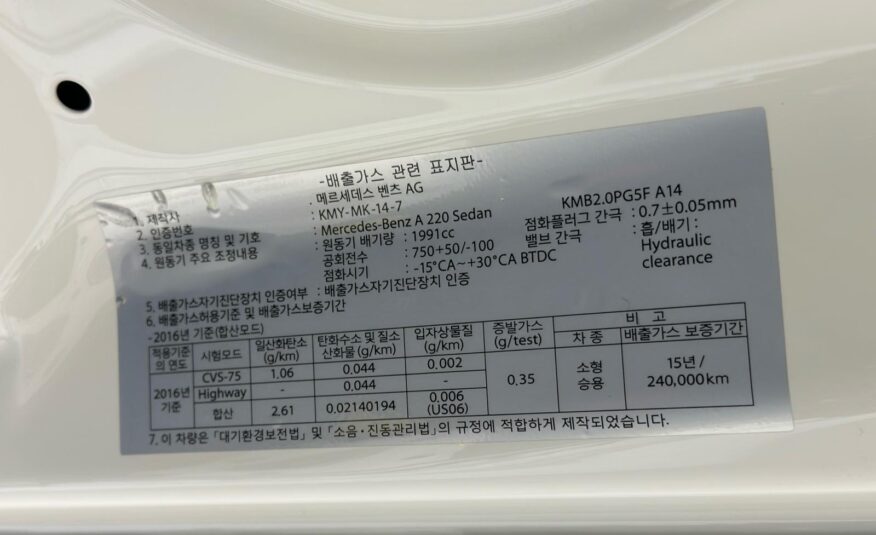 -배출가스 관련 표지판-
1. 제작자 : 메르세데스 벤츠 AG
2. 인증번호 : KMY-MK-14-7
3. 동일차종 명칭 및 기호 : Mercedes-Benz A 220 Sedan KMB2.0PG5F A14
4. 원동기 주요 조정내용 : 원동기 배기량 : 1991cc 점화플러그 간극 : 0.7±0.05mm
공회전수 : 750+50/-100 밸브 간극 : 흡/배기 :
점화시기 : -15°CA~+30°CA BTDC Hydraulic
clearance
5. 배출가스자기진단장치 인증여부 : 배출가스자기진단장치 인증
6. 배출가스허용기준 및 배출가스보증기간
-2016년 기준(합산모드)
적용기준의 연도 시험모드 일산화탄소 (g/km) 탄화수소 및 질소산화물 (g/km) 입자상물질 (g/km) 증발가스 (g/test) 비 고
차 종 배출가스 보증기간
2016년 기준 CVS-75 1.06 0.044 0.002 0.35 소형 승용 15년 / 240,000km
Highway - 0.044 -
합산 2.61 0.02140194 0.006 (US06)
7. 이 차량은 「대기환경보전법」 및 「소음·진동관리법」의 규정에 적합하게 제작되었습니다.